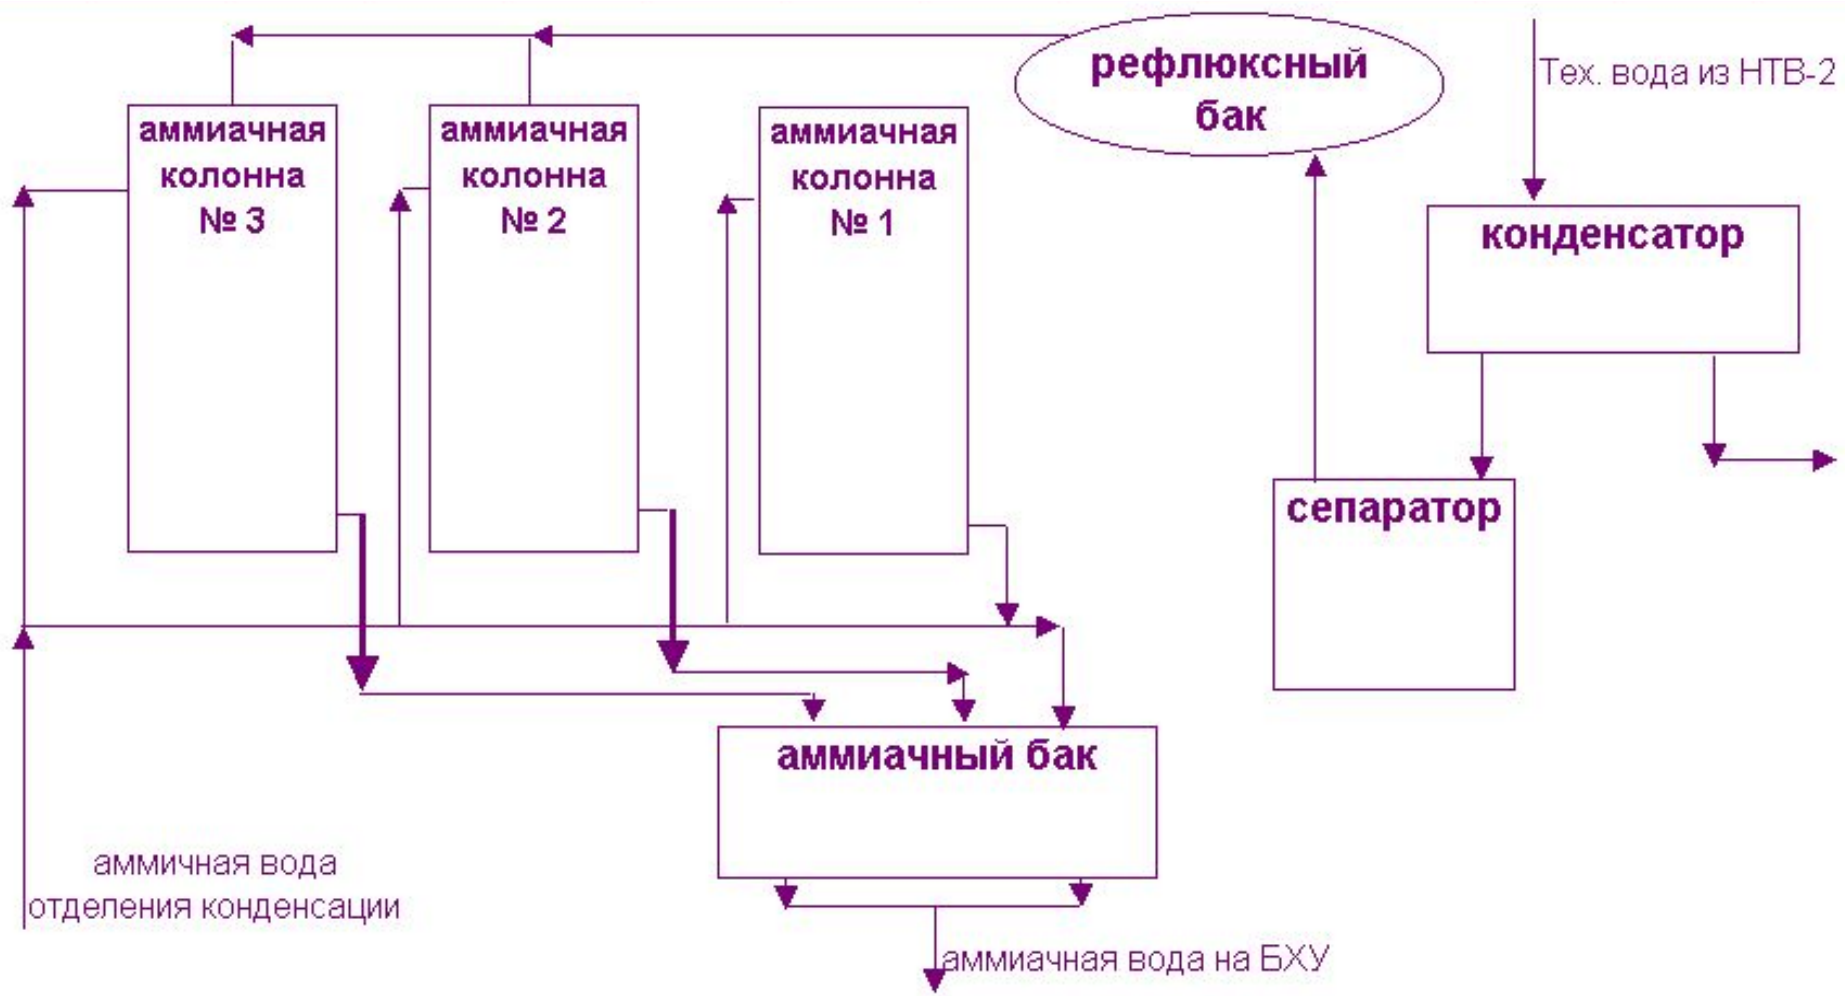 рефлюксный
бак
Тех. вода из НТВ-2
аммиачная
колонна
№ 3
аммиачная
колонна
№ 2
аммиачная
колонна
№ 1
конденсатор
сепаратор
аммиачный бак
аммичная вода
отделения конденсации
аммиачная вода на БХУ